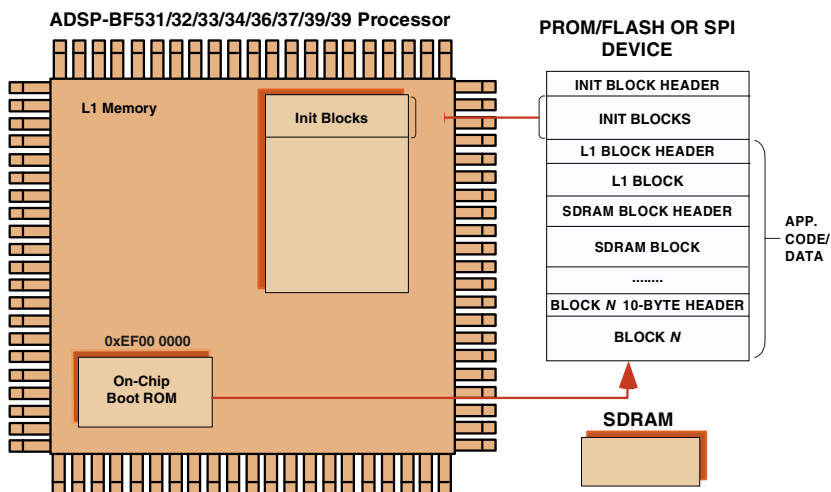 ADSP-BF531/32/33/34/36/37/39/39 Processor
L1 Memory
Init Blocks
0xEF00 0000
On-Chip
Boot ROM
PROM/FLASH OR SPI
DEVICE
INIT BLOCK HEADER
INIT BLOCKS
L1 BLOCK HEADER
L1 BLOCK
SDRAM BLOCK HEADER
SDRAM BLOCK
........
BLOCK N 10-BYTE HEADER
BLOCK N
APP.
CODE/
DATA
SDRAM